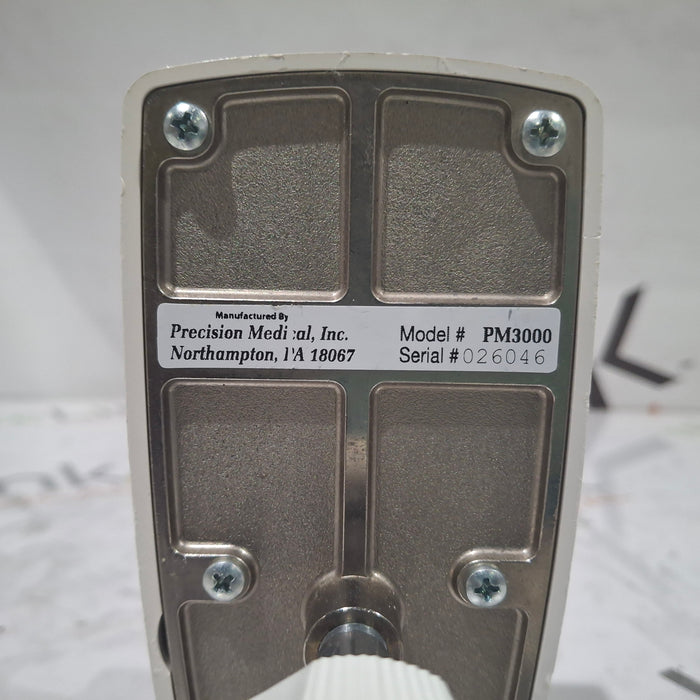 Manufactured By
Precision Medical, Inc.
Northampton, PA 18067
Model # PM3000
Serial # 026046